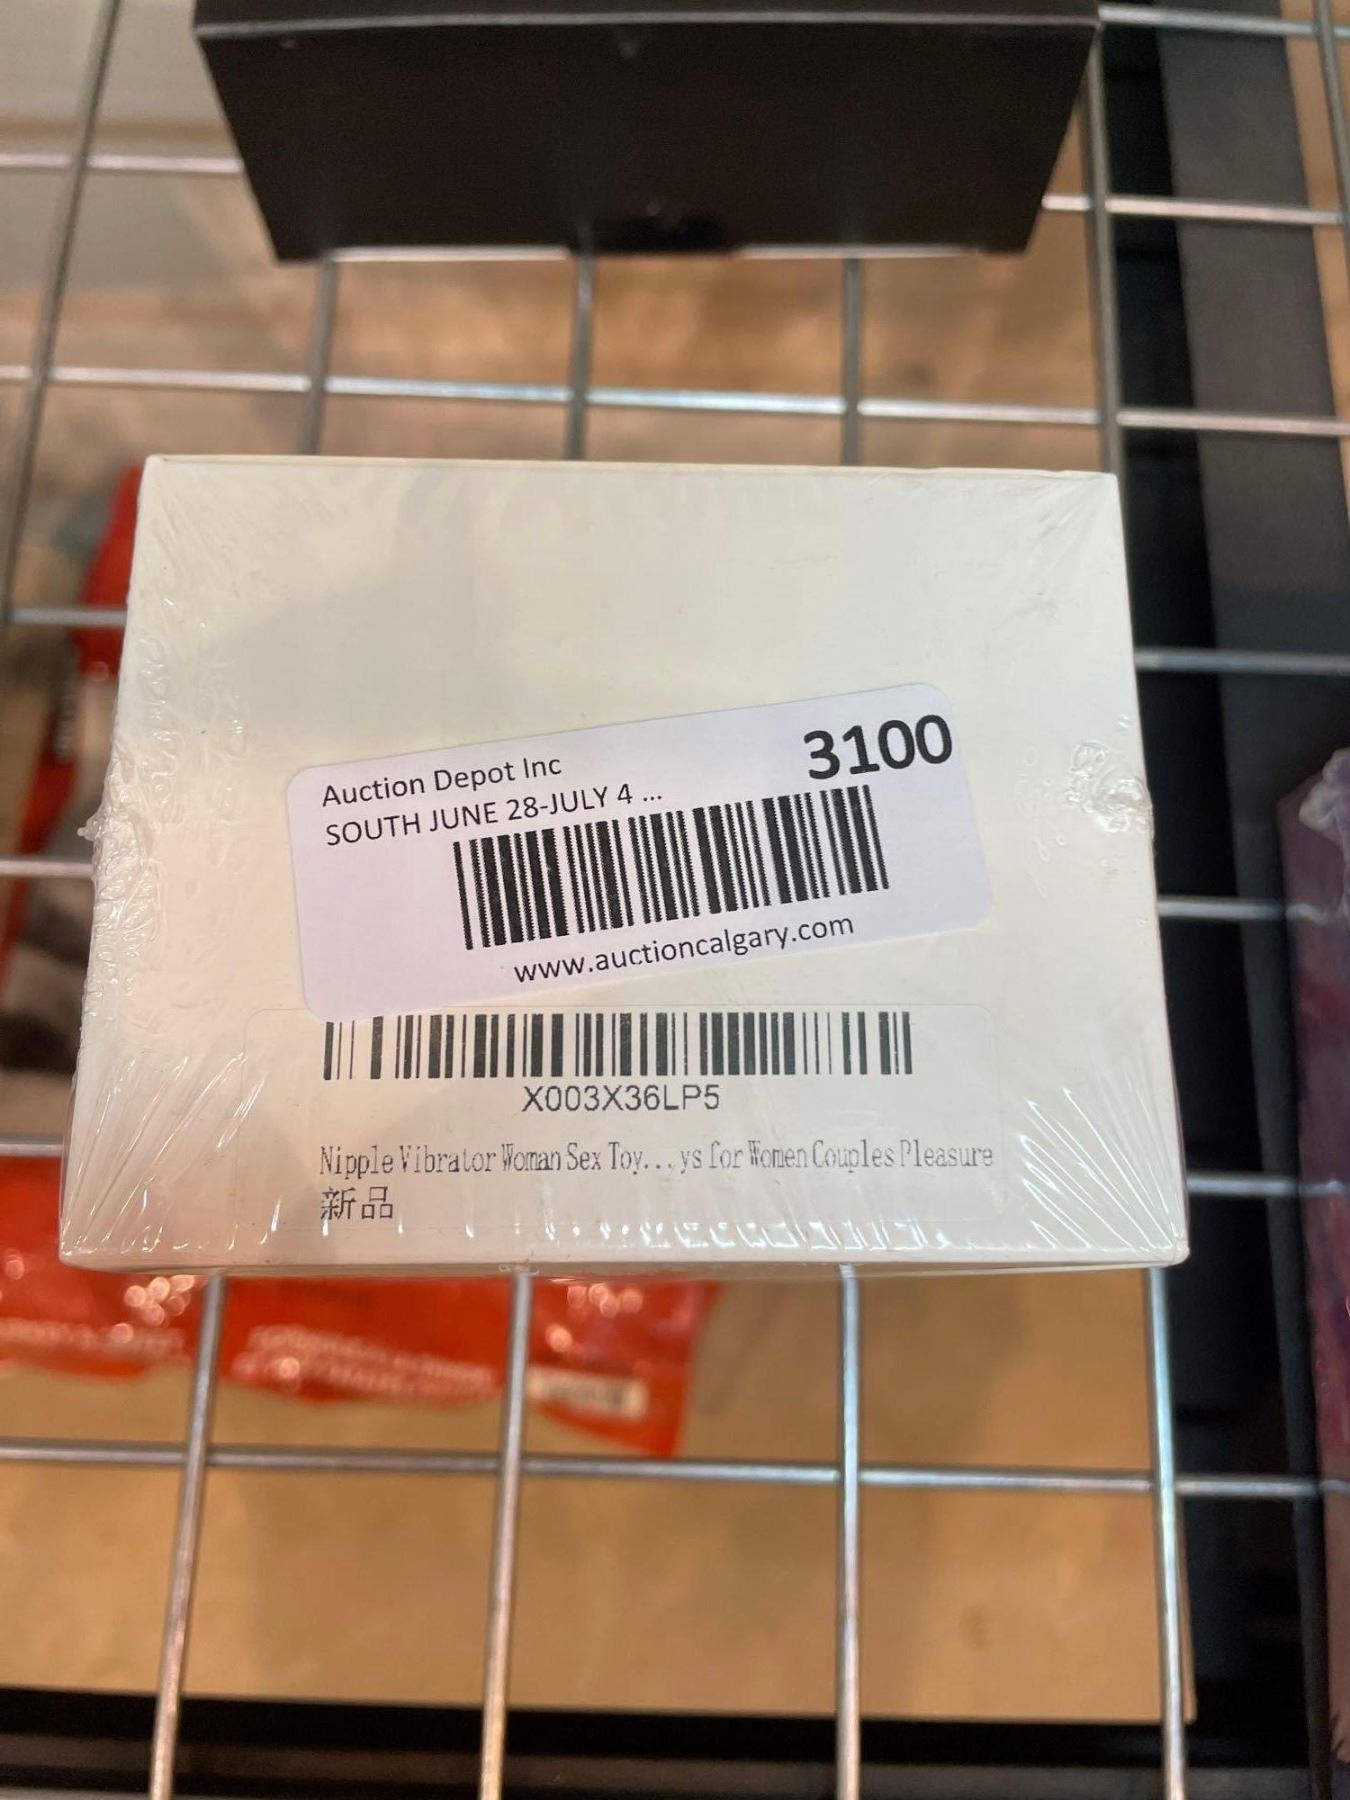 Auction Depot Inc
3100
SOUTH JUNE 28-JULY 4 ...
www.auctioncalgary.com
X003X36LP5
Nipple Vibrator Woman Sex Toy...ys for Women Couples Pleasure
新品